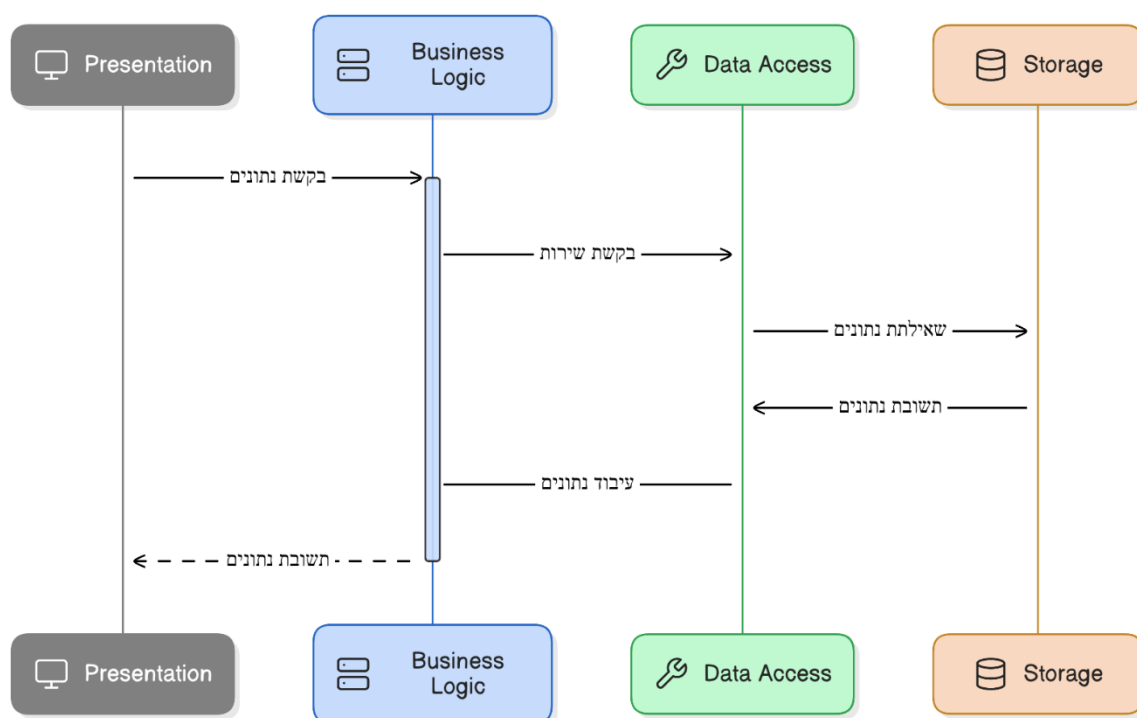 Presentation
Business
Logic
Data Access
Storage
בקשת נתונים
בקשת שירות
שאילתת נתונים
תשובת נתונים
עיבוד נתונים
תשובת נתונים
Presentation
Business
Logic
Data Access
Storage